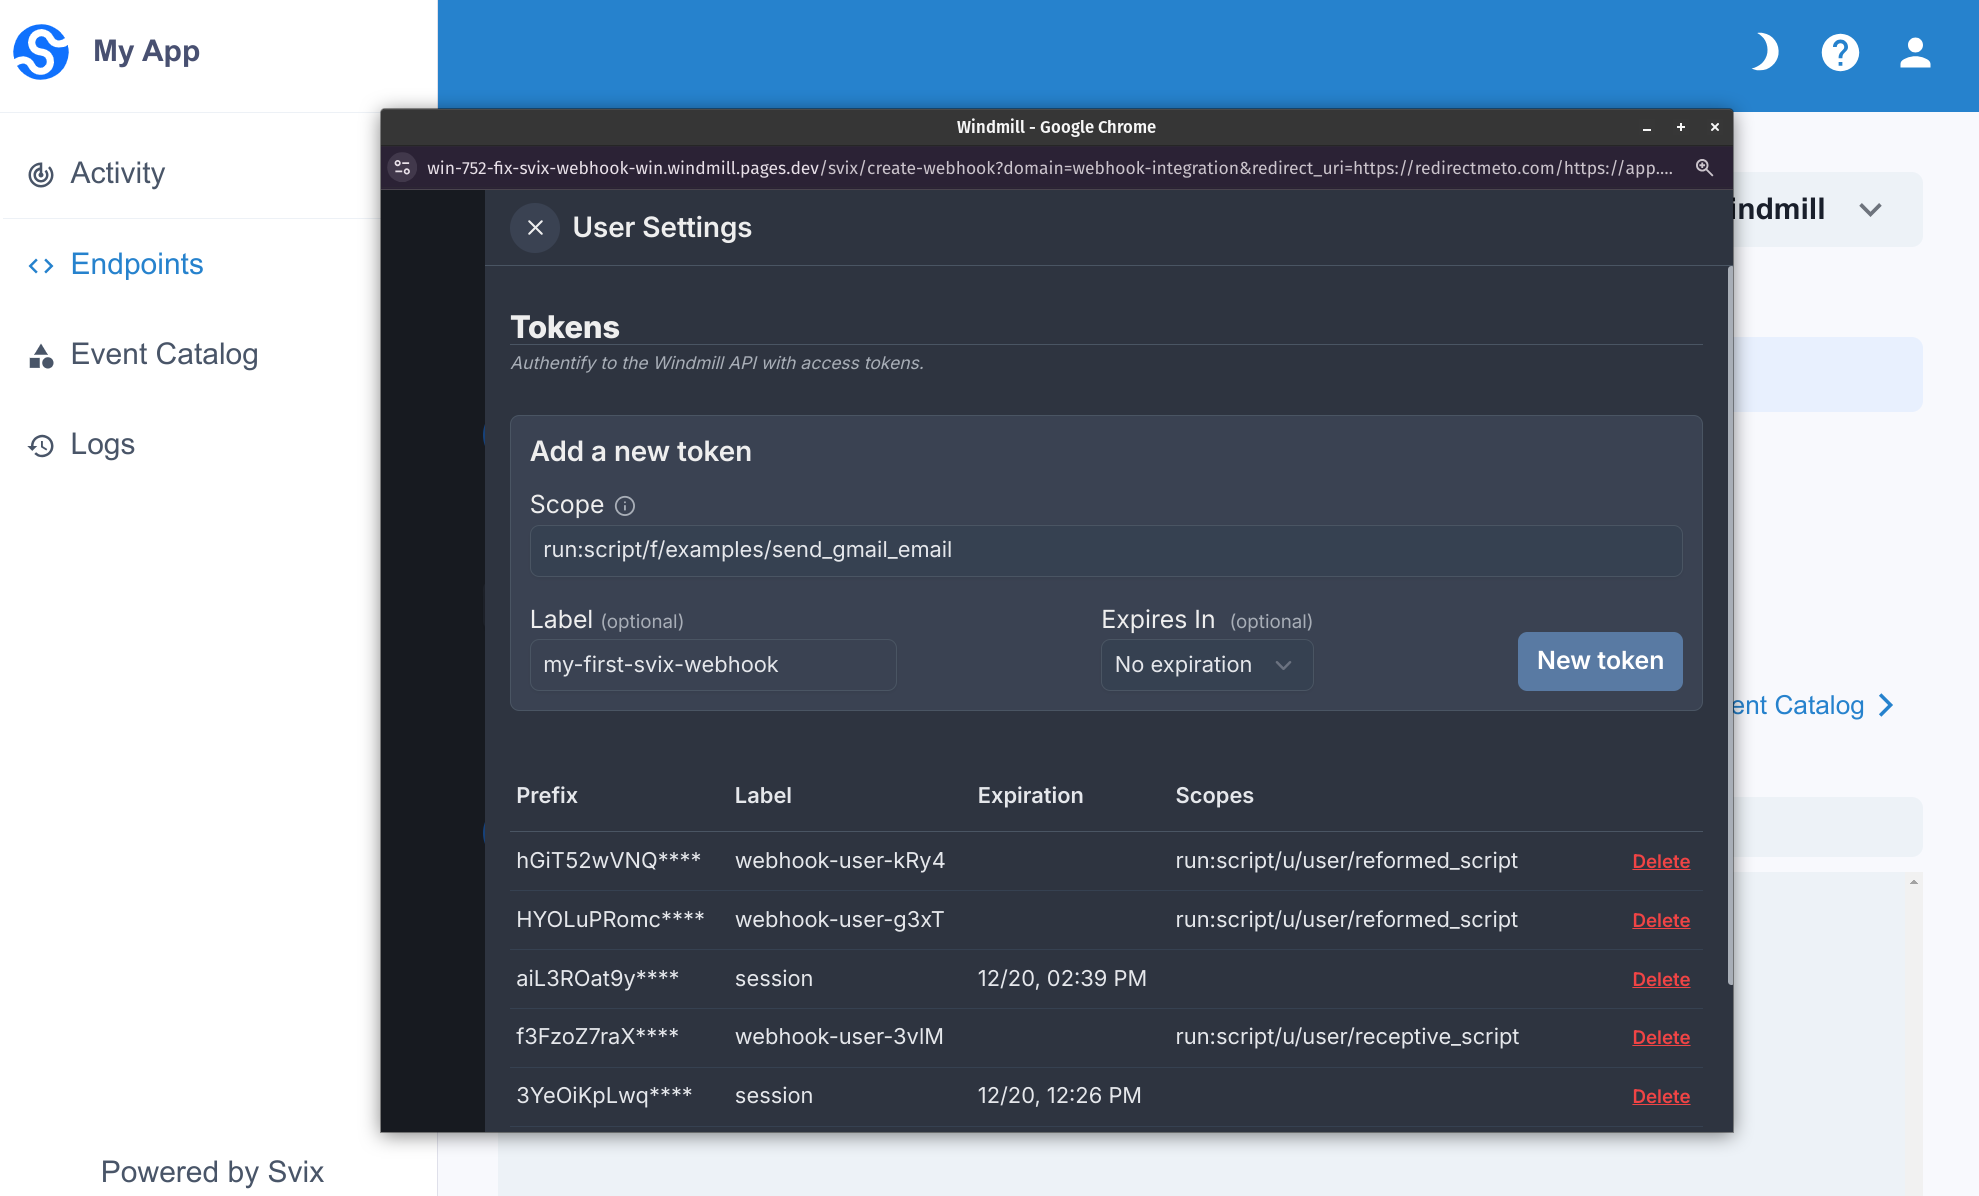 My App
Activity
Endpoints
Event Catalog
Logs
Powered by Svix
Windmill - Google Chrome
win-752-fix-svix-webhook-win.windmill.pages.dev/svix/create-webhook?domain=webhook-integration&redirect_uri=https://redirectmeto.com/https://app....
User Settings
Tokens
Authentify to the Windmill API with access tokens.
Add a new token
Scope
run:script/f/examples/send_gmail_email
Label (optional)
Expires In (optional)
my-first-svix-webhook
No expiration
New token
Prefix Label Expiration Scopes
hGiT52wVNQ**** webhook-user-kRy4 run:script/u/user/reformed_script Delete
HYOLuPRomc**** webhook-user-g3xT run:script/u/user/reformed_script Delete
aiL3ROat9y**** session 12/20, 02:39 PM Delete
f3FzoZ7raX**** webhook-user-3vlM run:script/u/user/receptive_script Delete
3YeOiKpLwq**** session 12/20, 12:26 PM Delete
indmill
ent Catalog